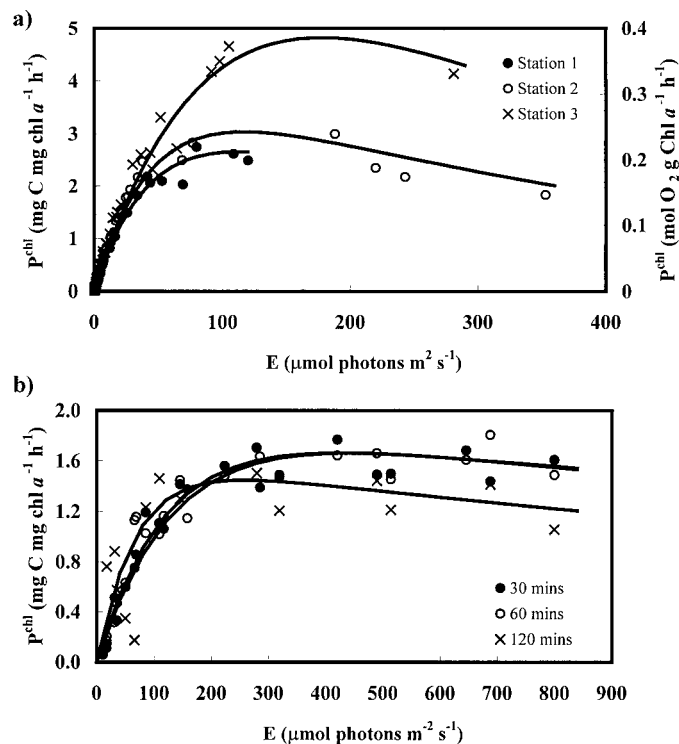 a)
5
4
3
2
1
0
P^chl (mg C mg chl a^-1 h^-1)
0.4
0.3
0.2
0.1
0
P^chl (mol O2 g Chl a^-1 h^-1)
Station 1
Station 2
Station 3
0 100 200 300 400
E (μmol photons m^2 s^-1)
b)
2.0
1.6
1.2
0.8
0.4
0.0
P^chl (mg C mg chl a^-1 h^-1)
30 mins
60 mins
120 mins
0 100 200 300 400 500 600 700 800 900
E (μmol photons m^-2 s^-1)